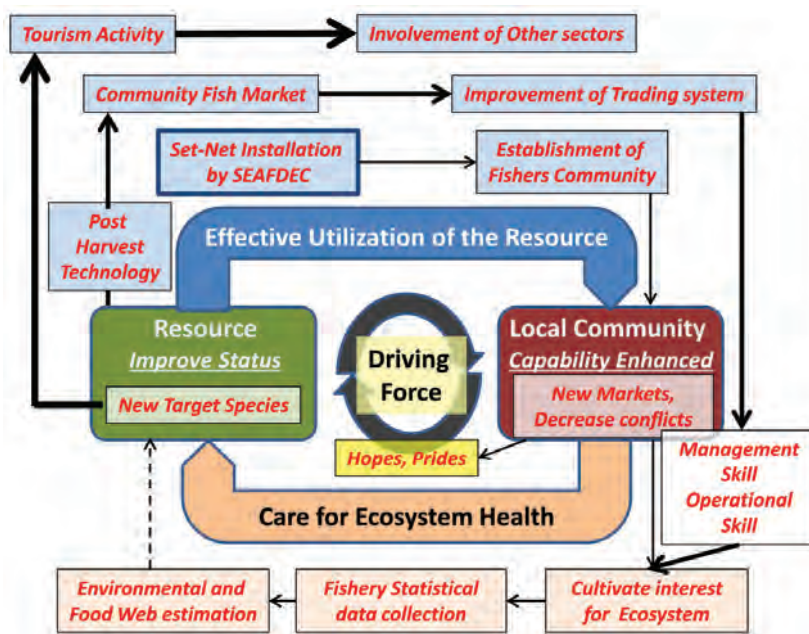 Tourism Activity
Involvement of Other sectors
Community Fish Market
Improvement of Trading system
Set-Net Installation
by SEAFDEC
Establishment of
Fishers Community
Post
Harvest
Technology
Effective Utilization of the Resource
Resource
Improve Status
New Target Species
Driving
Force
Local Community
Capability Enhanced
New Markets,
Decrease conflicts
Hopes, Prides
Management
Skill
Operational
Skill
Care for Ecosystem Health
Environmental and
Food Web estimation
Fishery Statistical
data collection
Cultivate interest
for Ecosystem